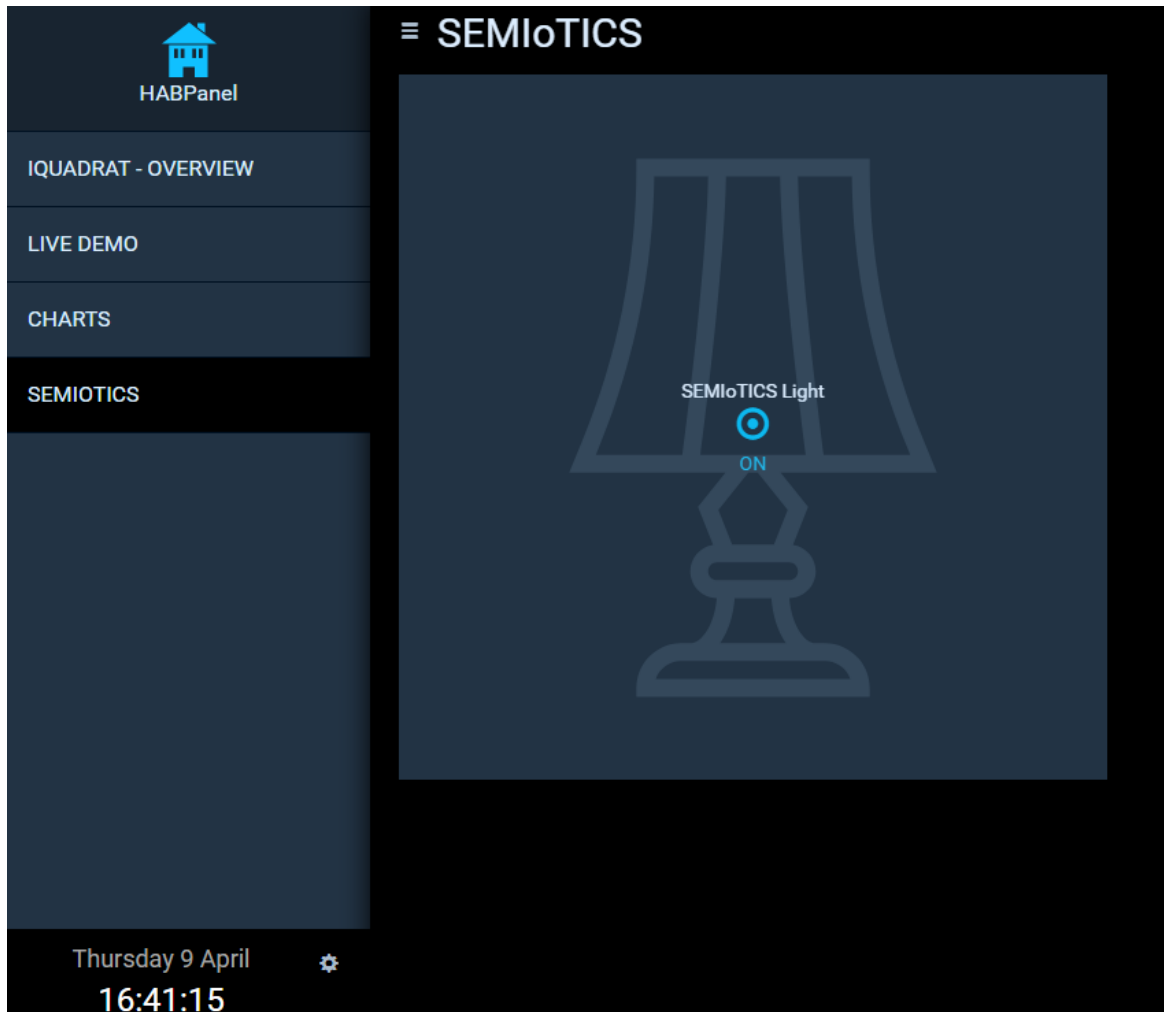 HABPanel
IQUADRAT - OVERVIEW
LIVE DEMO
CHARTS
SEMIOTICS
Thursday 9 April
16:41:15
SEMIoTICS
SEMIoTICS Light
ON